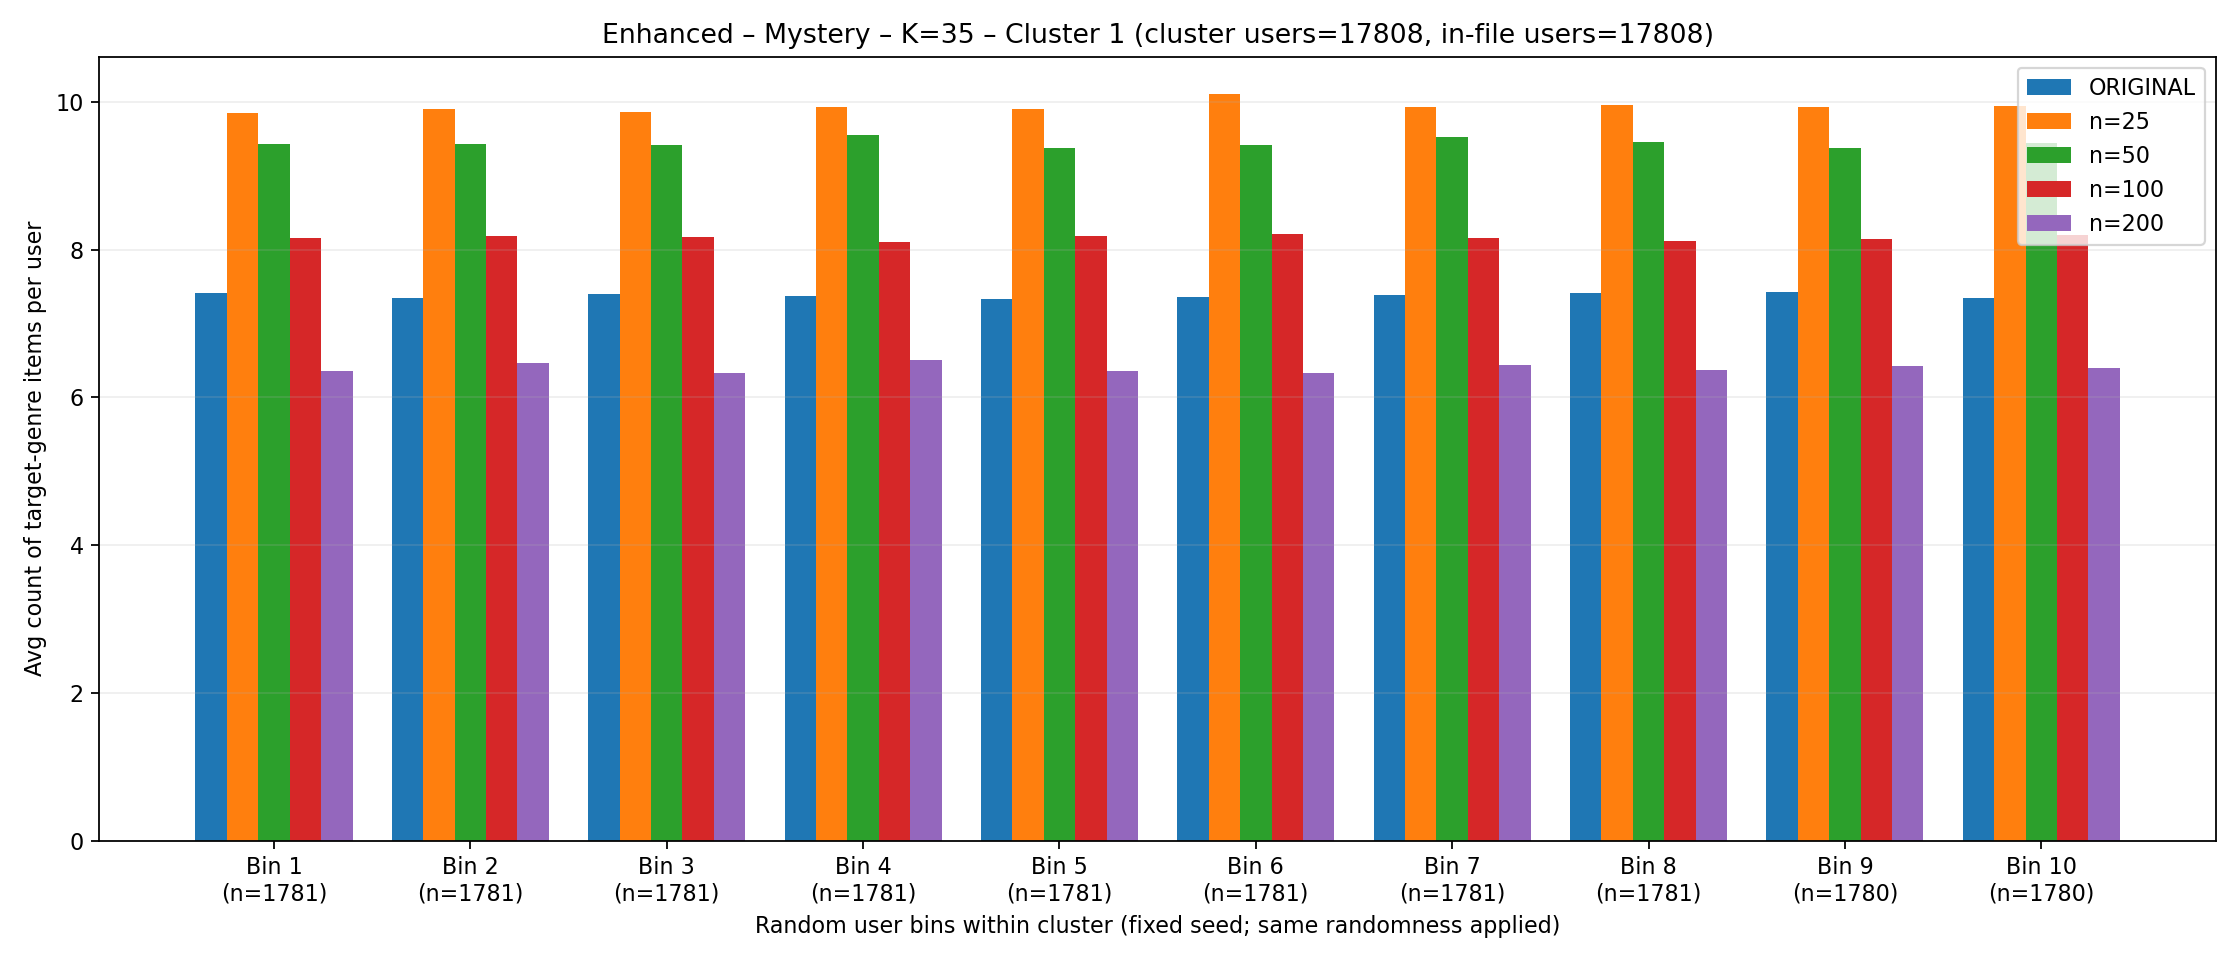 Enhanced – Mystery – K=35 – Cluster 1 (cluster users=17808, in-file users=17808)
ORIGINAL
n=25
n=50
n=100
n=200
Avg count of target-genre items per user
10
8
6
4
2
0
Bin 1
(n=1781)
Bin 2
(n=1781)
Bin 3
(n=1781)
Bin 4
(n=1781)
Bin 5
(n=1781)
Bin 6
(n=1781)
Bin 7
(n=1781)
Bin 8
(n=1781)
Bin 9
(n=1780)
Bin 10
(n=1780)
Random user bins within cluster (fixed seed; same randomness applied)